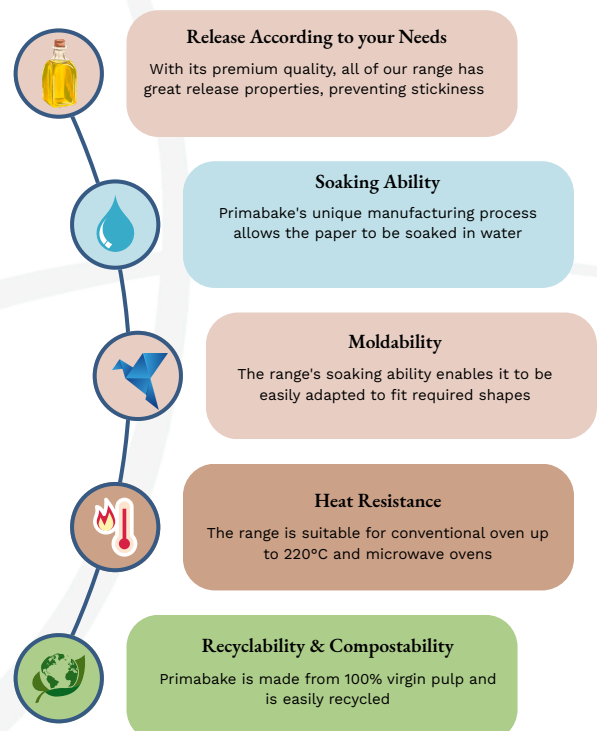 Release According to your Needs
With its premium quality, all of our range has
great release properties, preventing stickiness
Soaking Ability
Primabake's unique manufacturing process
allows the paper to be soaked in water
Moldability
The range's soaking ability enables it to be
easily adapted to fit required shapes
Heat Resistance
The range is suitable for conventional oven up
to 220°C and microwave ovens
Recyclability & Compostability
Primabake is made from 100% virgin pulp and
is easily recycled